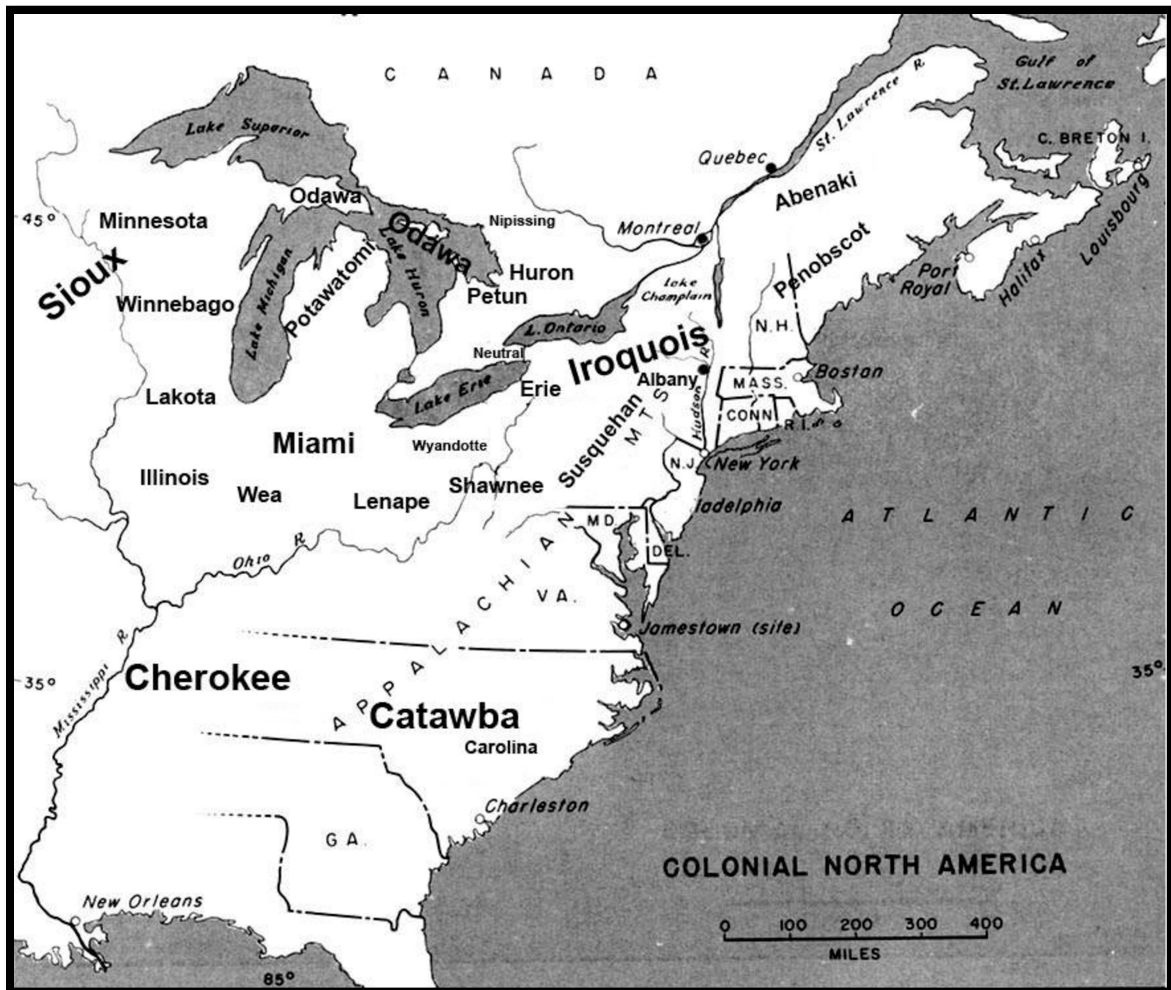 CANADA
Gulf of
St. Lawrence
St. Lawrence R.
Lake Superior
C. BRETON I.
Quebec
Abenaki
Louisbourg
Odawa
45°
Minnesota
Nipissing
Montreal
Odawa
Lake Huron
Sioux
Potawatomi
Huron
Penobscot
Port
Royal
Halifax
Petun
Lake
Champlain
Winnebago
Lake Michigan
L. Ontario
N.H.
Neutral
Iroquois
Albany
Hudson R.
Boston
MASS.
Lakota
Lake Erie
Erie
CONN
R.I.
Miami
Wyandotte
Susquehan
N.J.
New York
Illinois
Wea
Lenape
Shawnee
ladelphia
ATLANTIC
OCEAN
MD.
DEL.
Ohio R.
VA.
APPALACHIAN MTS
Jamestown (site)
Mississippi R.
35°
Cherokee
35°
Catawba
Carolina
Charleston
GA.
COLONIAL NORTH AMERICA
New Orleans
0 100 200 300 400
MILES
85°